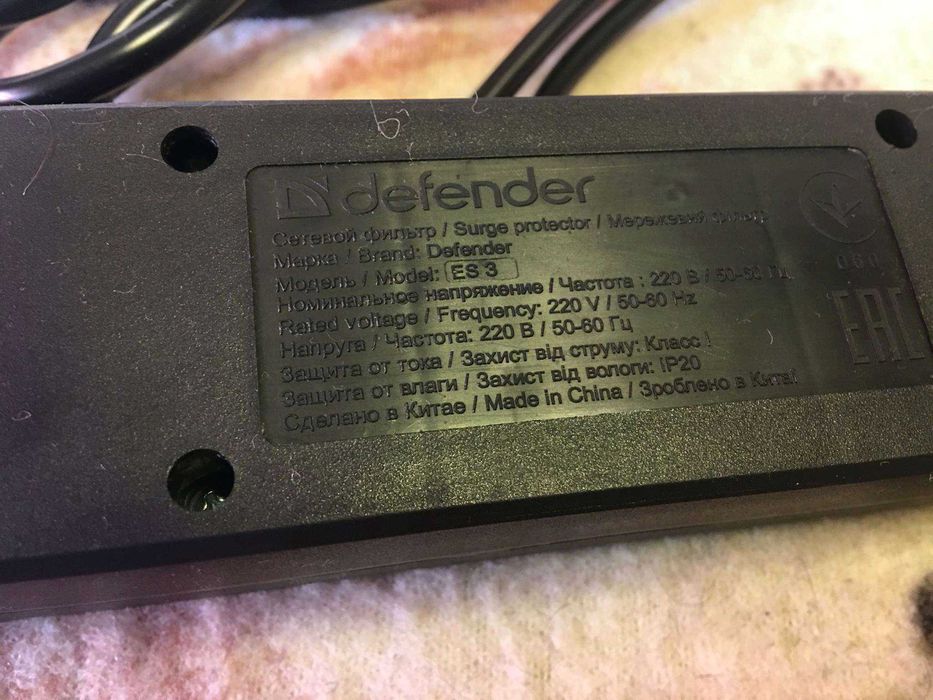 defender
Сетевой фильтр / Surge protector / Мережевий фильтр
Марка / Brand: Defender
Модель / Model: ES 3
Номинальное напряжение / Частота : 220 В / 50-60 Гц
Rated voltage / Frequency: 220 V / 50-60 Hz
Напруга / Частота: 220 В / 50-60 Гц
Защита от тока / Захист від струму: Класс I
Защита от влаги / Захист від вологи: IP20
Сделано в Китае / Made in China / Зроблено в Китаї
060
EAC